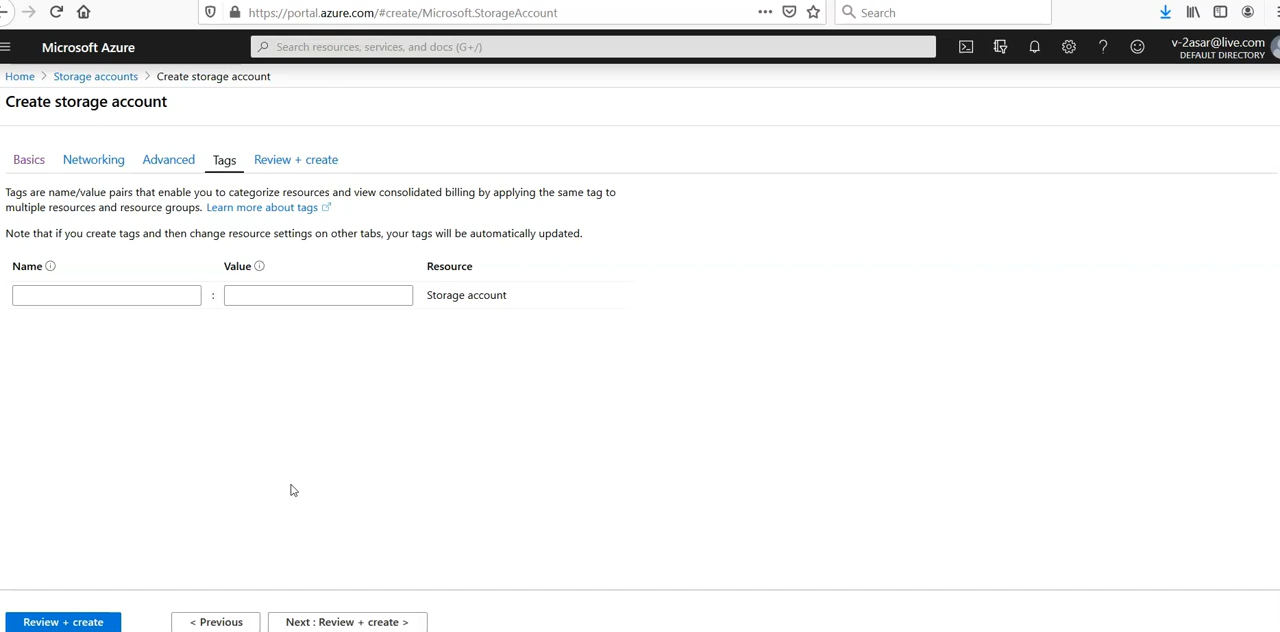 https://portal.azure.com/#create/Microsoft.StorageAccount
Search
Microsoft Azure
Search resources, services, and docs (G+/)
v-2asar@live.com
DEFAULT DIRECTORY
Home > Storage accounts > Create storage account
Create storage account
Basics Networking Advanced Tags Review + create
Tags are name/value pairs that enable you to categorize resources and view consolidated billing by applying the same tag to
multiple resources and resource groups. Learn more about tags
Note that if you create tags and then change resource settings on other tabs, your tags will be automatically updated.
Name Value Resource
: Storage account
Review + create < Previous Next : Review + create >